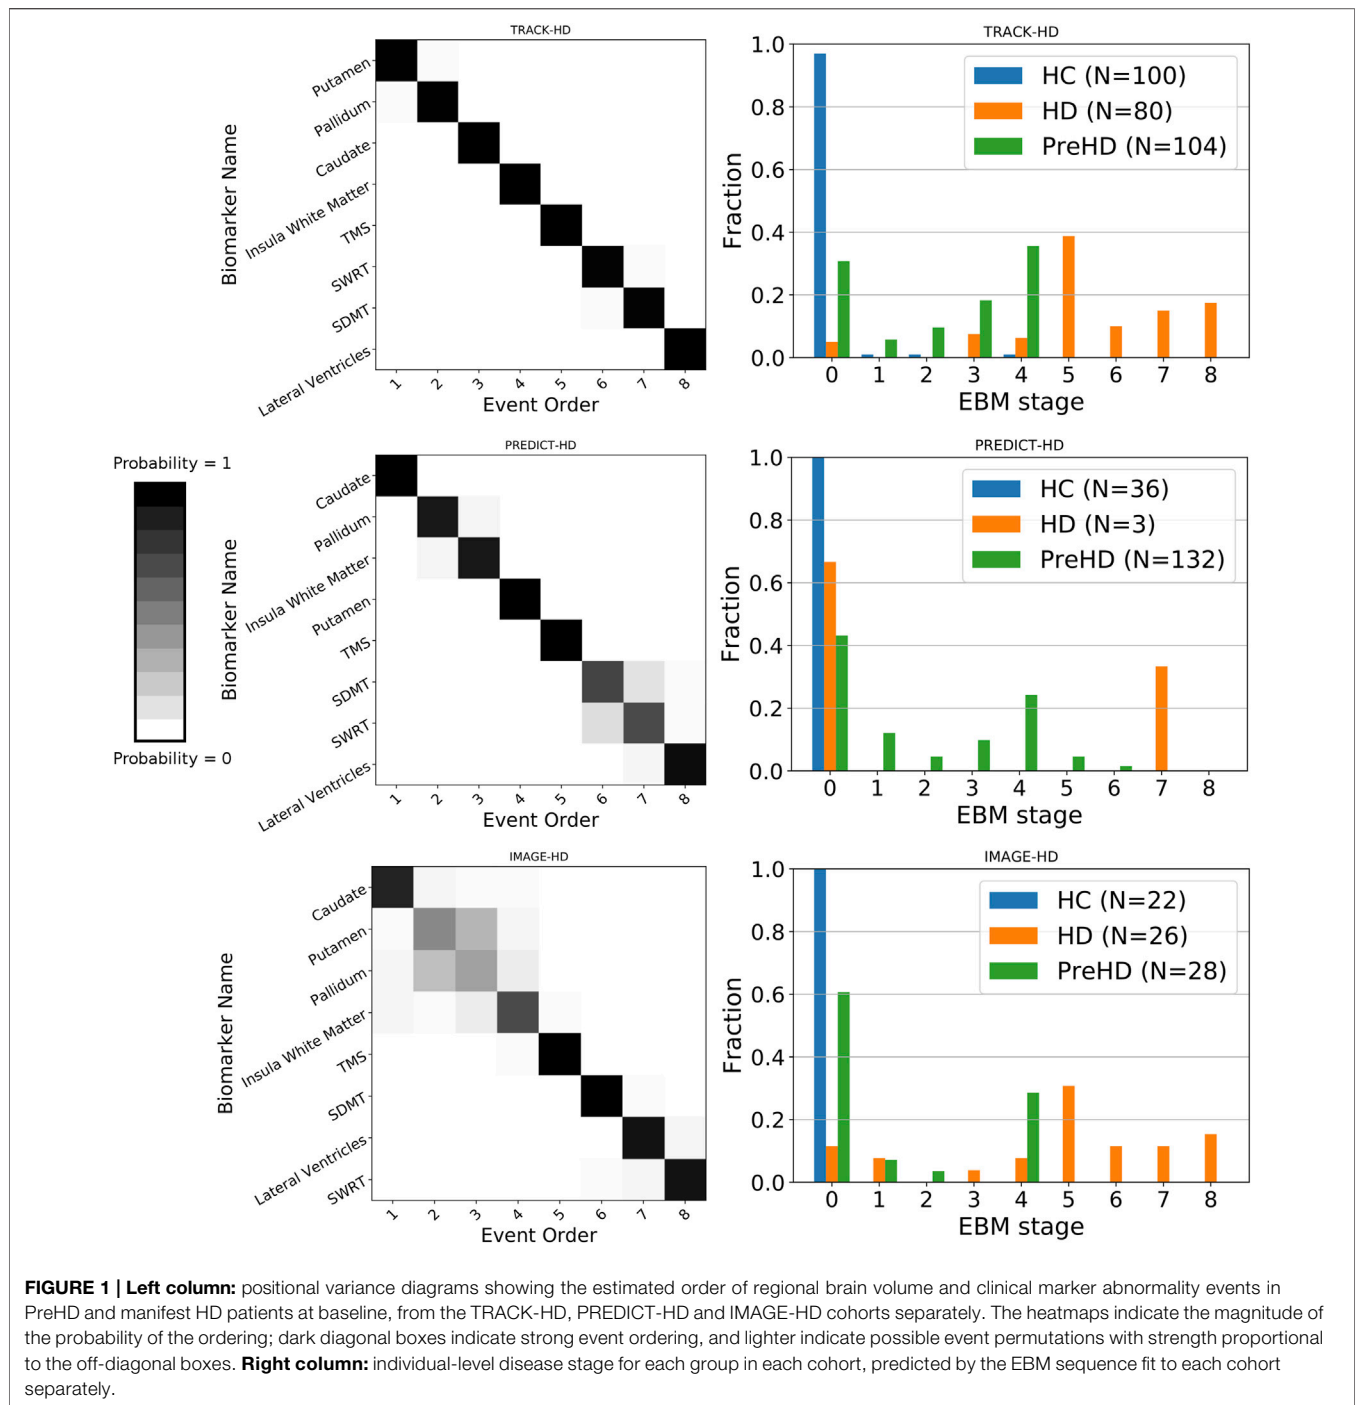 TRACK-HD
Putamen
Pallidum
Caudate
Insula White Matter
TMS
SWRT
SDMT
Lateral Ventricles
Biomarker Name
1 2 3 4 5 6 7 8
Event Order
TRACK-HD
HC (N=100)
HD (N=80)
PreHD (N=104)
1.0
0.8
0.6
0.4
0.2
0.0
Fraction
0 1 2 3 4 5 6 7 8
EBM stage
Probability = 1
Probability = 0
PREDICT-HD
Caudate
Pallidum
Insula White Matter
Putamen
TMS
SDMT
SWRT
Lateral Ventricles
Biomarker Name
Biomarker Name
1 2 3 4 5 6 7 8
Event Order
PREDICT-HD
HC (N=36)
HD (N=3)
PreHD (N=132)
1.0
0.8
0.6
0.4
0.2
0.0
Fraction
0 1 2 3 4 5 6 7 8
EBM stage
IMAGE-HD
Caudate
Putamen
Pallidum
Insula White Matter
TMS
SDMT
Lateral Ventricles
SWRT
Biomarker Name
1 2 3 4 5 6 7 8
Event Order
IMAGE-HD
HC (N=22)
HD (N=26)
PreHD (N=28)
1.0
0.8
0.6
0.4
0.2
0.0
Fraction
0 1 2 3 4 5 6 7 8
EBM stage
FIGURE 1 | Left column: positional variance diagrams showing the estimated order of regional brain volume and clinical marker abnormality events in
PreHD and manifest HD patients at baseline, from the TRACK-HD, PREDICT-HD and IMAGE-HD cohorts separately. The heatmaps indicate the magnitude of
the probability of the ordering; dark diagonal boxes indicate strong event ordering, and lighter indicate possible event permutations with strength proportional
to the off-diagonal boxes. Right column: individual-level disease stage for each group in each cohort, predicted by the EBM sequence fit to each cohort
separately.